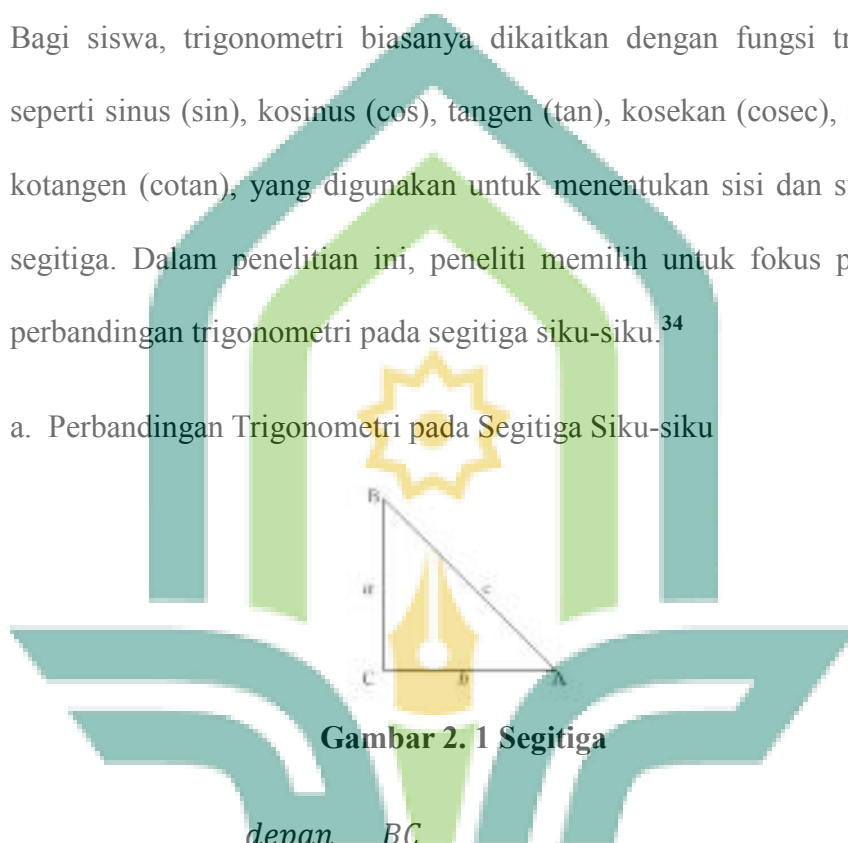 Bagi siswa, trigonometri biasanya dikaitkan dengan fungsi
seperti sinus (sin), kosinus (cos), tangen (tan), kosekan (cosec),
kotangen (cotan), yang digunakan untuk menentukan sisi dan
segitiga. Dalam penelitian ini, peneliti memilih untuk fokus
perbandingan trigonometri pada segitiga siku-siku.³⁴
a. Perbandingan Trigonometri pada Segitiga Siku-siku
B
a c
C b A
Gambar 2. 1 Segitiga
depan BC